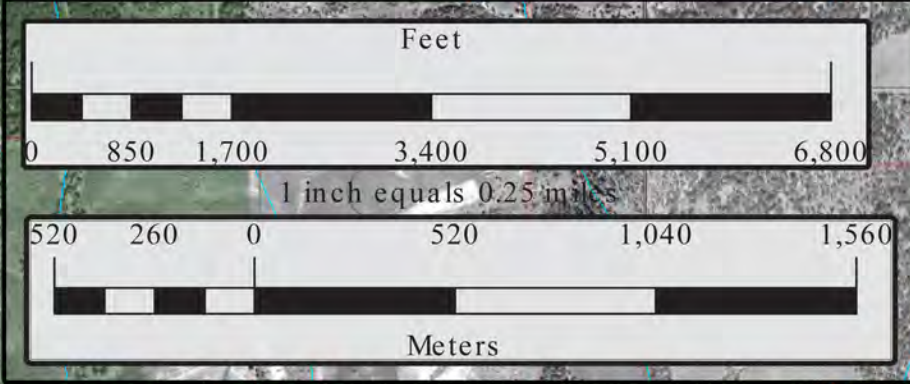 Feet
0 850 1,700 3,400 5,100 6,800
1 inch equals 0.25 miles
520 260 0 520 1,040 1,560
Meters